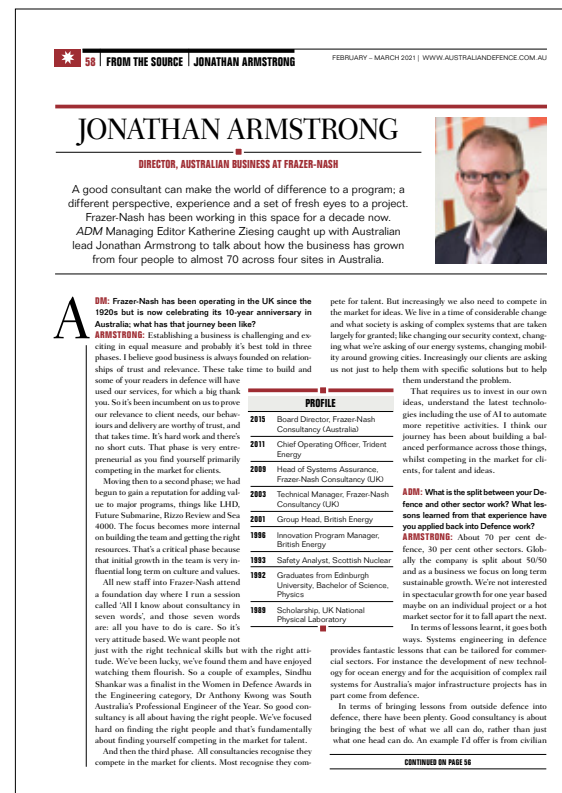 58 FROM THE SOURCE JONATHAN ARMSTRONG
FEBRUARY – MARCH 2021 | WWW.AUSTRALIANDEFENCE.COM.AU
JONATHAN ARMSTRONG
DIRECTOR, AUSTRALIAN BUSINESS AT FRAZER-NASH
A good consultant can make the world of difference to a program; a
different perspective, experience and a set of fresh eyes to a project.
Frazer-Nash has been working in this space for a decade now.
ADM Managing Editor Katherine Ziesing caught up with Australian
lead Jonathan Armstrong to talk about how the business has grown
from four people to almost 70 across four sites in Australia.
ADM: Frazer-Nash has been operating in the UK since the
1920s but is now celebrating its 10-year anniversary in
Australia; what has that journey been like?
ARMSTRONG: Establishing a business is challenging and ex-
citing in equal measure and probably it's best told in three
phases. I believe good business is always founded on relation-
ships of trust and relevance. These take time to build and
some of your readers in defence will have
used our services, for which a big thank
you. So it's been incumbent on us to prove
our relevance to client needs, our behav-
iours and delivery are worthy of trust, and
that takes time. It's hard work and there's
no short cuts. That phase is very entre-
preneurial as you find yourself primarily
competing in the market for clients.
Moving then to a second phase; we had
begun to gain a reputation for adding val-
ue to major programs, things like LHD,
Future Submarine, Rizzo Review and Sea
4000. The focus becomes more internal
on building the team and getting the right
resources. That's a critical phase because
that initial growth in the team is very in-
fluential long term on culture and values.
All new staff into Frazer-Nash attend
a foundation day where I run a session
called 'All I know about consultancy in
seven words', and those seven words
are: all you have to do is care. So it's
very attitude based. We want people not
just with the right technical skills but with the right atti-
tude. We've been lucky, we've found them and have enjoyed
watching them flourish. So a couple of examples, Sindhu
Shankar was a finalist in the Women in Defence Awards in
the Engineering category, Dr Anthony Kwong was South
Australia's Professional Engineer of the Year. So good con-
sultancy is all about having the right people. We've focused
hard on finding the right people and that's fundamentally
about finding yourself competing in the market for talent.
And then the third phase. All consultancies recognise they
compete in the market for clients. Most recognise they com-
PROFILE
2015 Board Director, Frazer-Nash
Consultancy (Australia)
2011 Chief Operating Officer, Trident
Energy
2009 Head of Systems Assurance,
Frazer-Nash Consultancy (UK)
2003 Technical Manager, Frazer-Nash
Consultancy (UK)
2001 Group Head, British Energy
1996 Innovation Program Manager,
British Energy
1993 Safety Analyst, Scottish Nuclear
1992 Graduates from Edinburgh
University, Bachelor of Science,
Physics
1989 Scholarship, UK National
Physical Laboratory
pete for talent. But increasingly we also need to compete in
the market for ideas. We live in a time of considerable change
and what society is asking of complex systems that are taken
largely for granted; like changing our security context, chang-
ing what we're asking of our energy systems, changing mobil-
ity around growing cities. Increasingly our clients are asking
us not just to help them with specific solutions but to help
them understand the problem.
That requires us to invest in our own
ideas, understand the latest technolo-
gies including the use of AI to automate
more repetitive activities. I think our
journey has been about building a bal-
anced performance across those things,
whilst competing in the market for cli-
ents, for talent and ideas.
ADM: What is the split between your De-
fence and other sector work? What les-
sons learned from that experience have
you applied back into Defence work?
ARMSTRONG: About 70 per cent de-
fence, 30 per cent other sectors. Glob-
ally the company is split about 50/50
and as a business we focus on long term
sustainable growth. We're not interested
in spectacular growth for one year based
maybe on an individual project or a hot
market sector for it to fall apart the next.
In terms of lessons learnt, it goes both
ways. Systems engineering in defence
provides fantastic lessons that can be tailored for commer-
cial sectors. For instance the development of new technol-
ogy for ocean energy and for the acquisition of complex rail
systems for Australia's major infrastructure projects has in
part come from defence.
In terms of bringing lessons from outside defence into
defence, there have been plenty. Good consultancy is about
bringing the best of what we all can do, rather than just
what one head can do. An example I'd offer is from civilian
CONTINUED ON PAGE 56